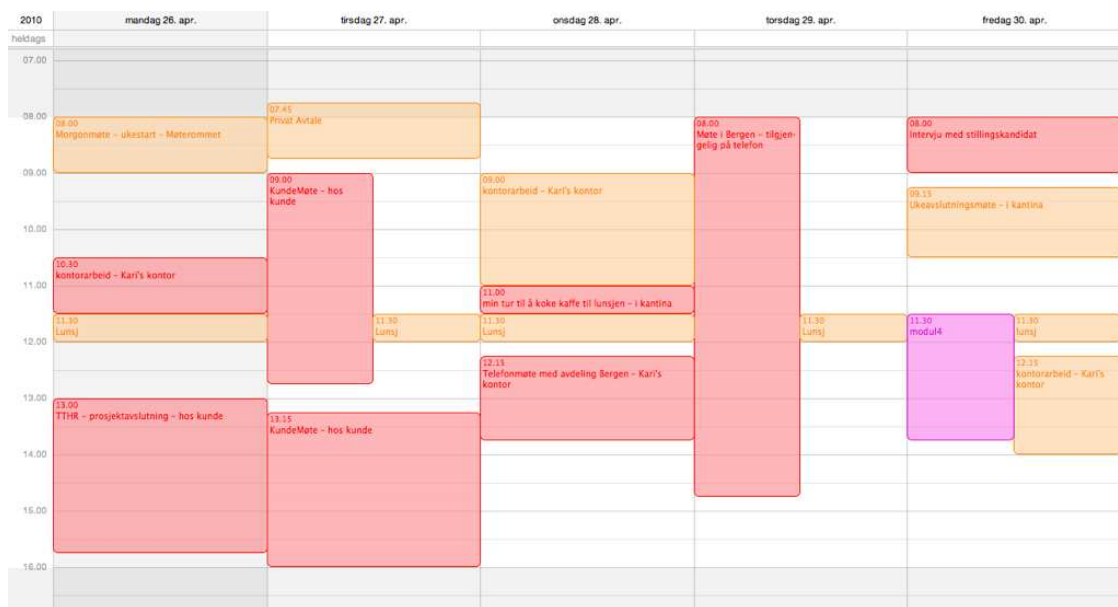 2010
mandag 26. apr.
tirsdag 27. apr.
onsdag 28. apr.
torsdag 29. apr.
fredag 30. apr.
heldags
07.00
08.00
09.00
10.00
11.00
12.00
13.00
14.00
15.00
16.00
08.00
Morgonmøte – ukestart – Møterommet
10.30
kontorarbeid – Kari's kontor
11.30
Lunsj
13.00
TTHR – prosjektavslutning – hos kunde
07.45
Privat Avtale
09.00
KundeMøte – hos
kunde
11.30
Lunsj
13.15
KundeMøte – hos kunde
09.00
kontorarbeid – Kari's kontor
11.00
min tur til å koke kaffe til lunsjen – i kantina
11.30
Lunsj
12.15
Telefonmøte med avdeling Bergen – Kari's
kontor
08.00
Møte i Bergen – tilgjen-
gelig på telefon
11.30
Lunsj
08.00
Intervju med stillingskandidat
09.15
Ukeavslutningsmøte – i kantina
11.30
modul4
11.30
lunsj
12.15
kontorarbeid – Kari's
kontor